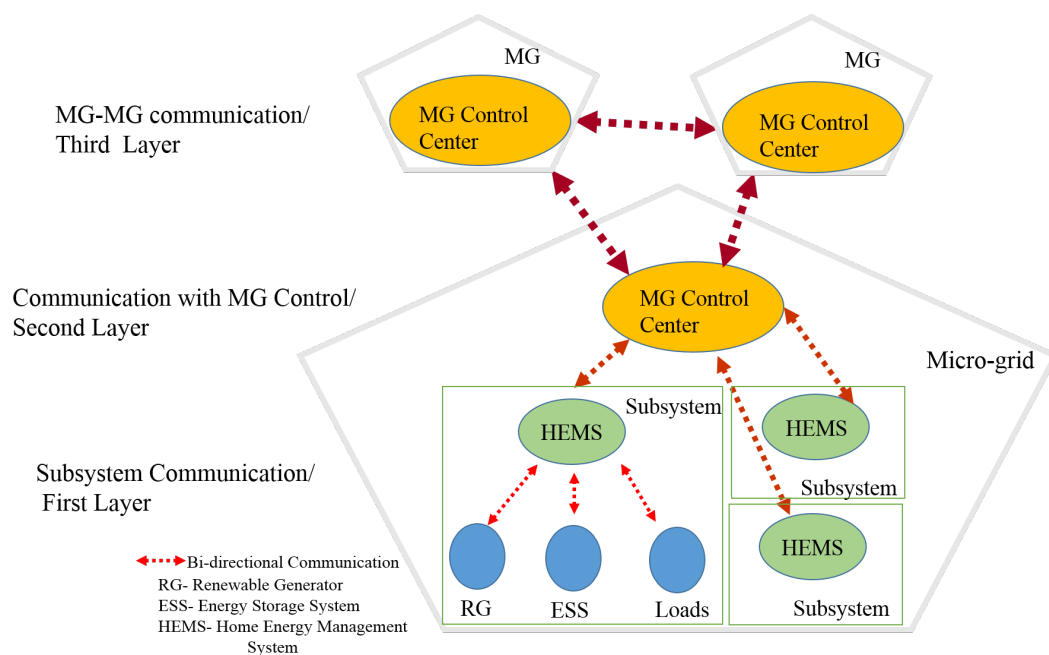 MG
MG
MG-MG communication/
Third Layer
MG Control
Center
MG Control
Center
Communication with MG Control/
Second Layer
MG Control
Center
Micro-grid
Subsystem
HEMS
HEMS
Subsystem
Subsystem Communication/
First Layer
HEMS
Subsystem
RG
ESS
Loads
Bi-directional Communication
RG- Renewable Generator
ESS- Energy Storage System
HEMS- Home Energy Management
System